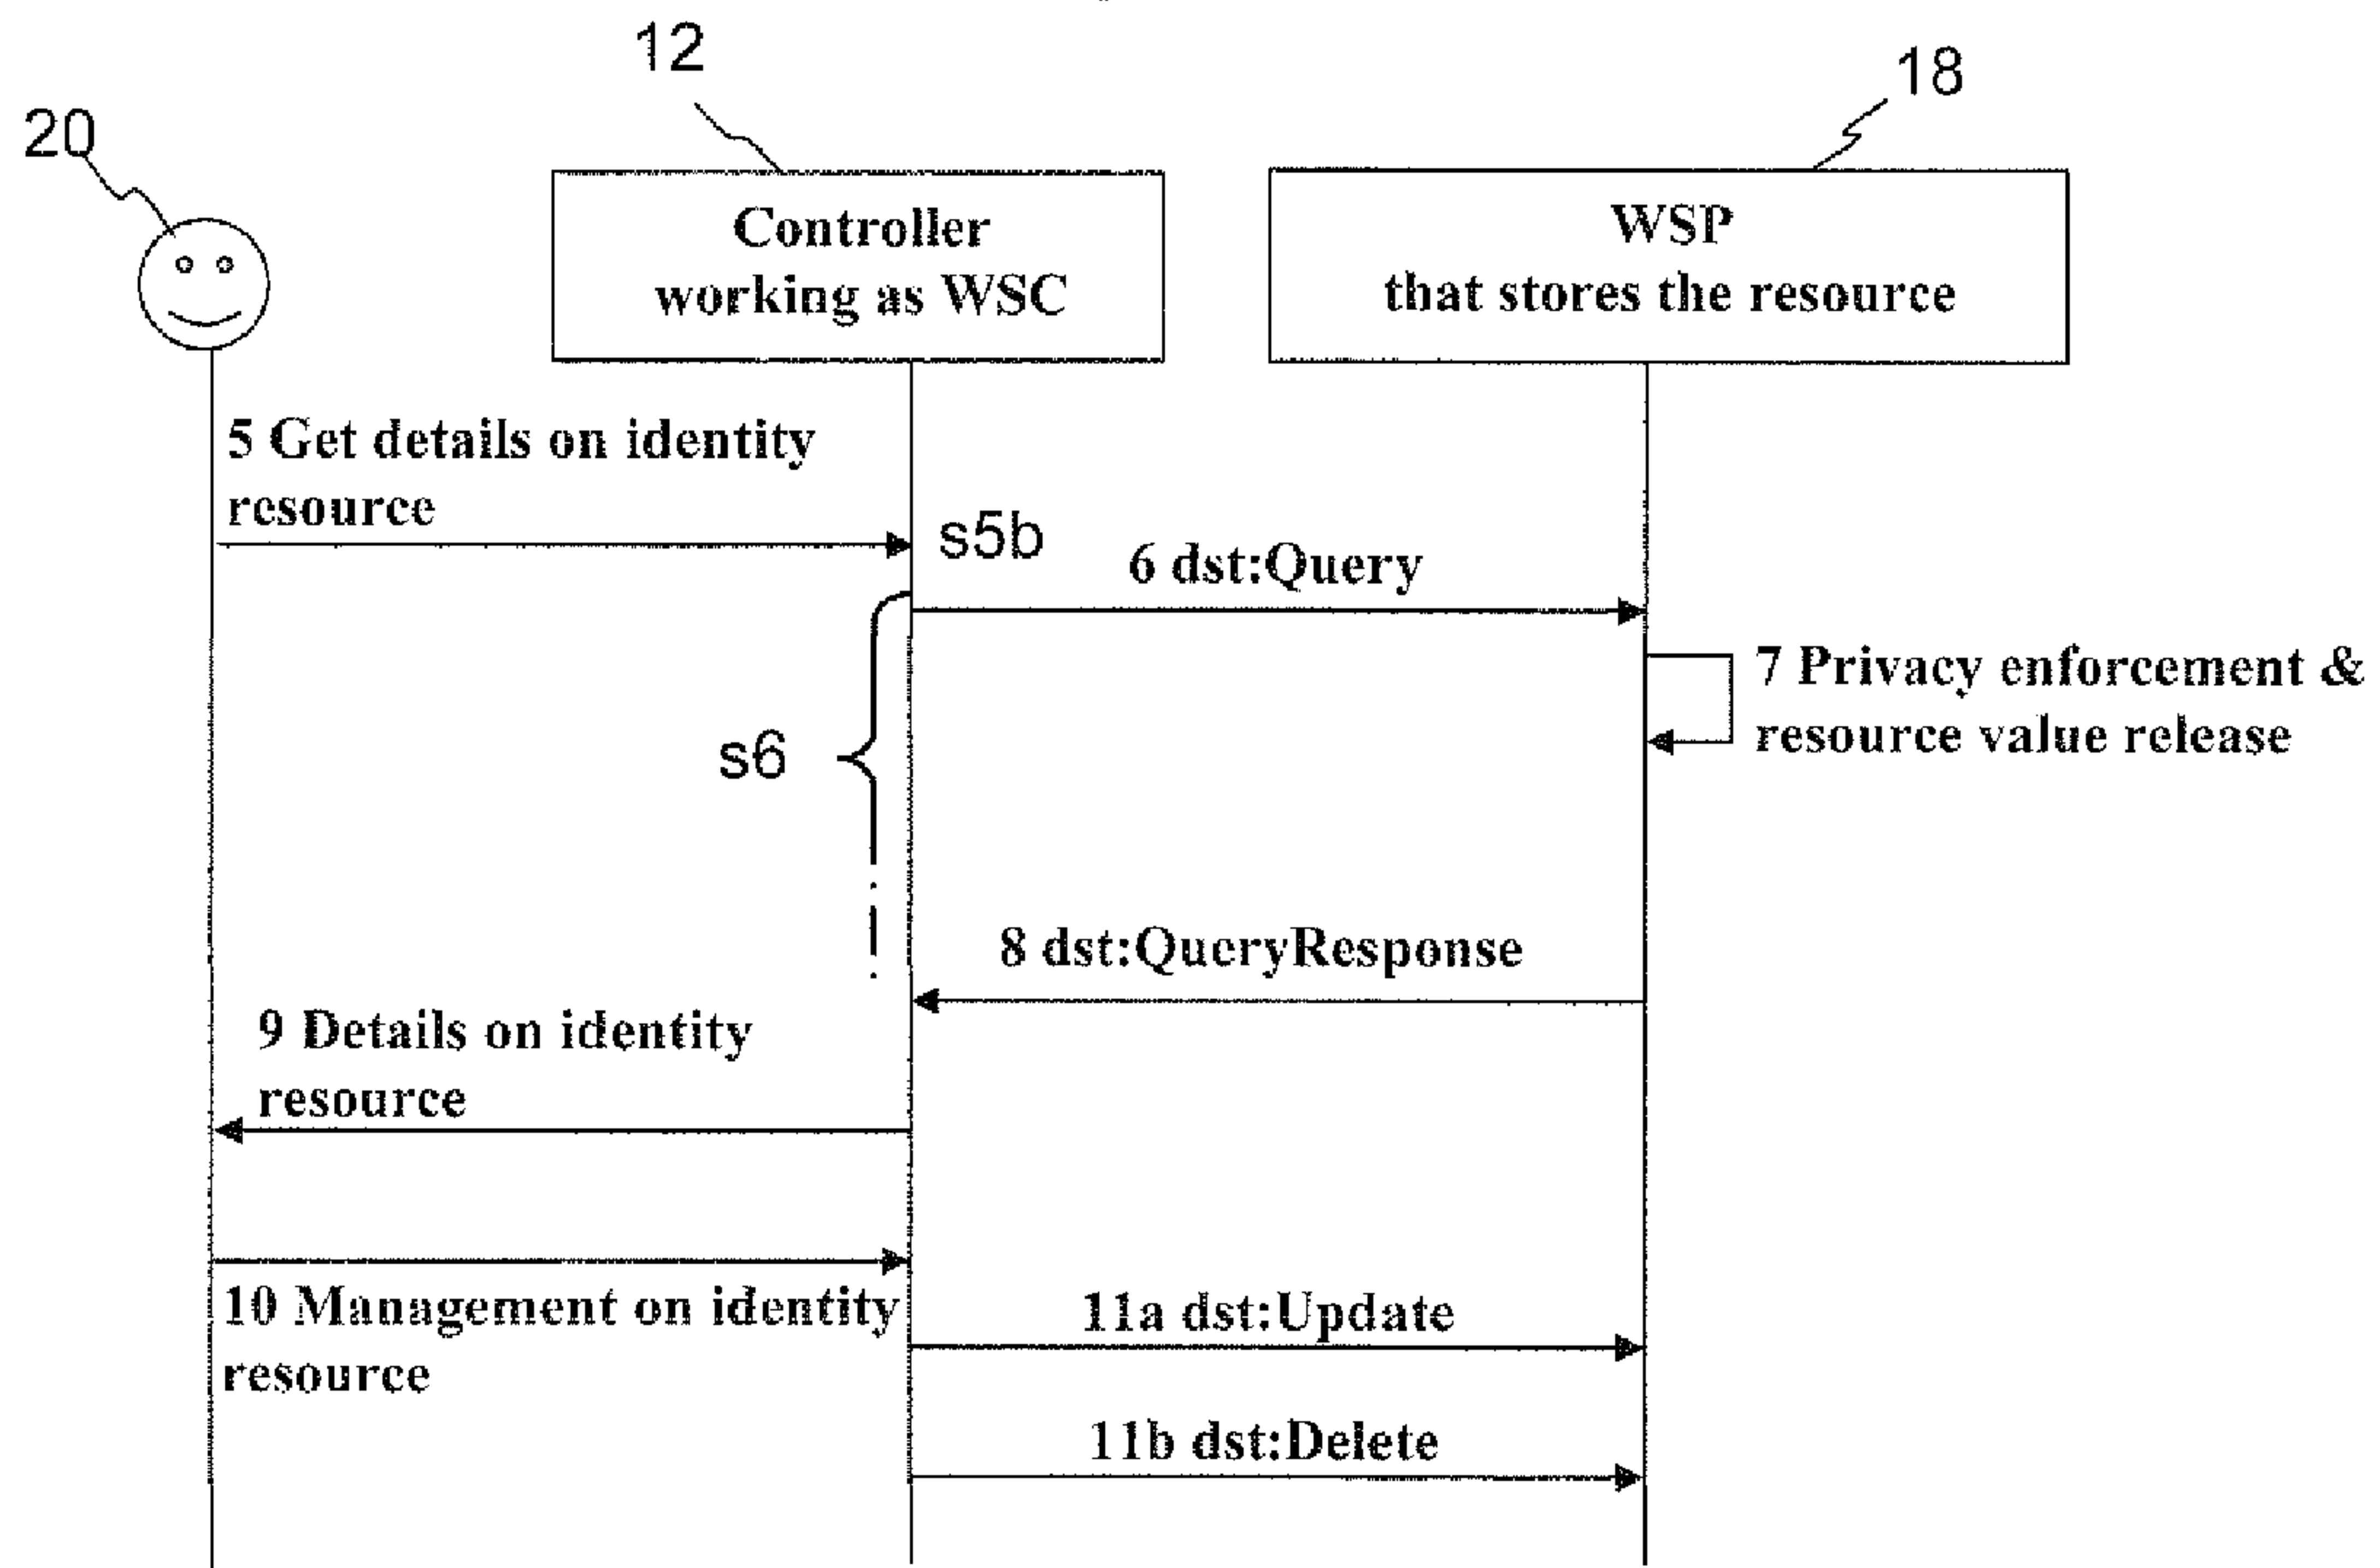 12
18
20
Controller
working as WSC
WSP
that stores the resource
5 Get details on identity
resource
s5b
6 dst:Query
7 Privacy enforcement &
resource value release
s6
8 dst:QueryResponse
9 Details on identity
resource
10 Management on identity
resource
11a dst:Update
11b dst:Delete